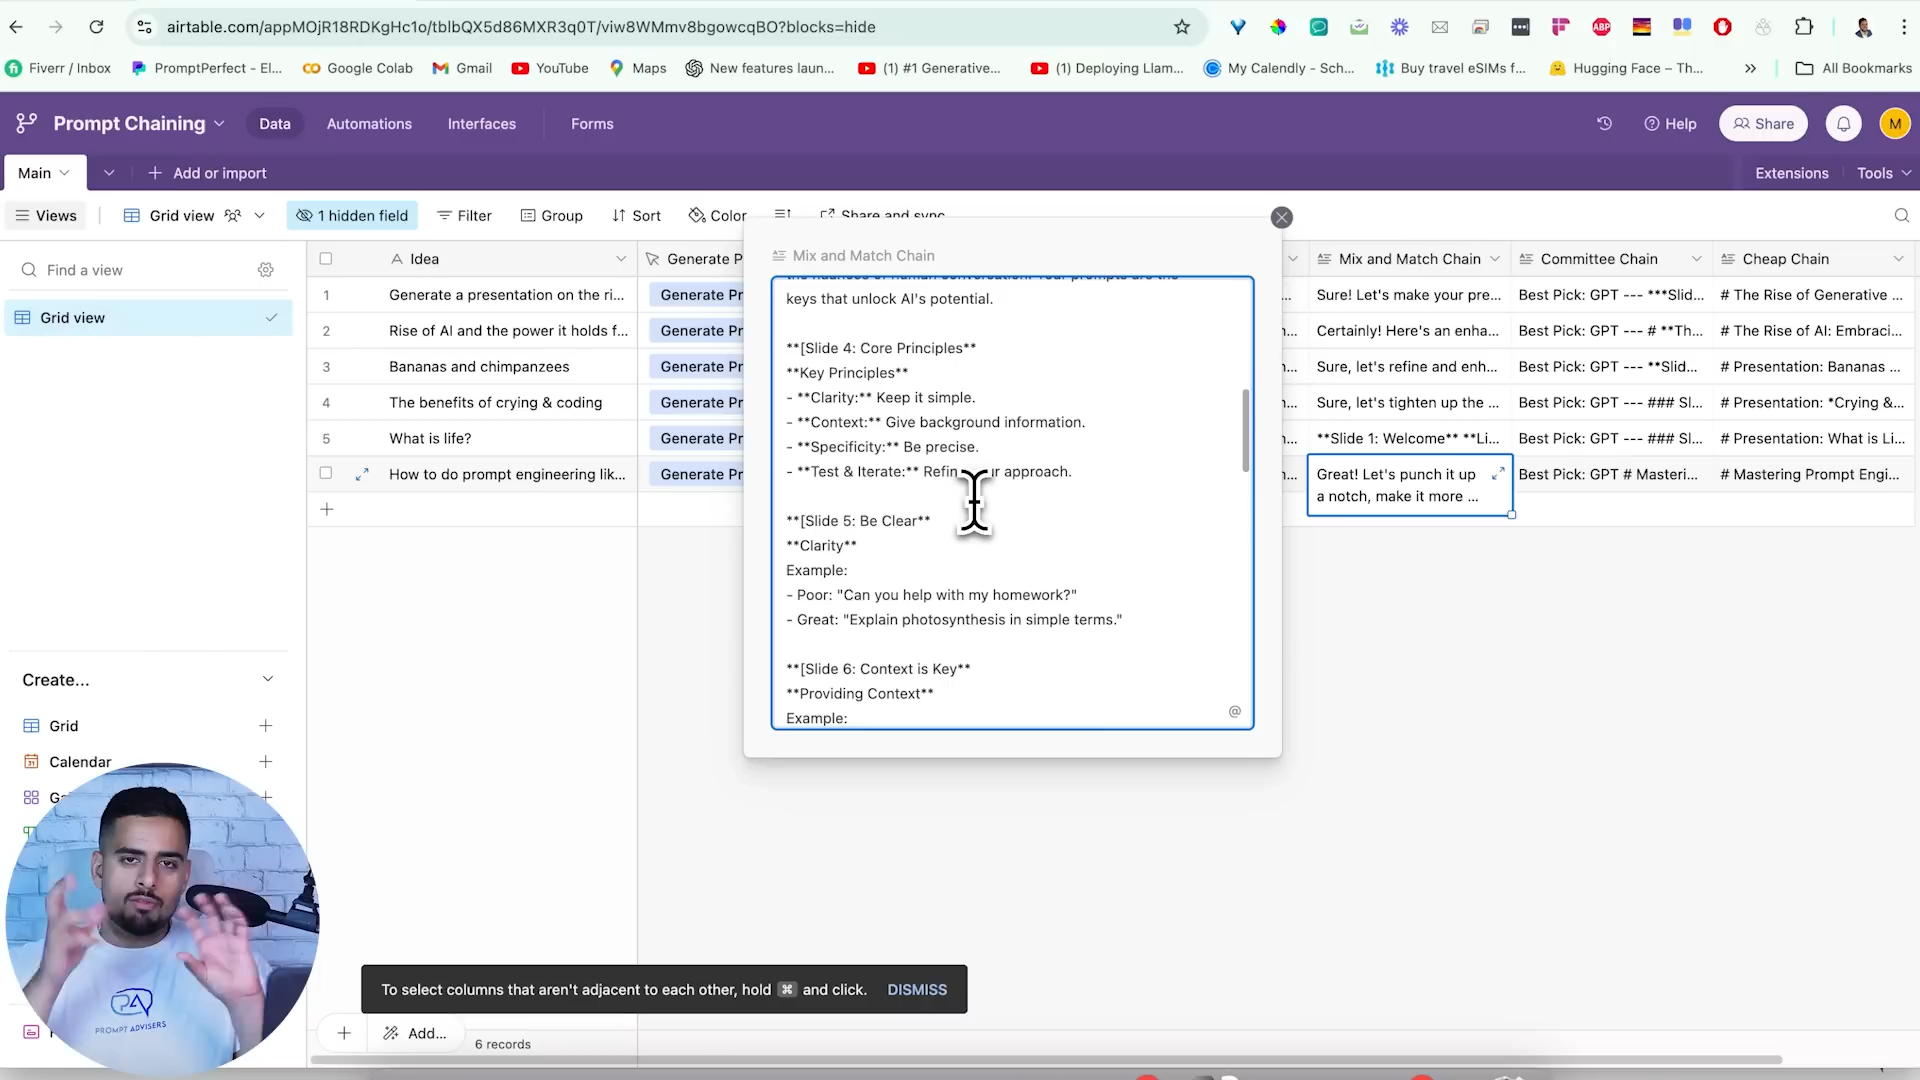 airtable.com/appMOjR18RDKgHc1o/tblbQX5d86MXR3q0T/viw8WMmv8bgowcqBO?blocks=hide
Fiverr / Inbox
PromptPerfect - El...
Google Colab
Gmail
YouTube
Maps
New features laun...
(1) #1 Generative...
(1) Deploying Llam...
My Calendly - Sch...
Buy travel eSIMs f...
Hugging Face – Th...
All Bookmarks
Prompt Chaining
Data
Automations
Interfaces
Forms
Help
Share
M
Main
Add or import
Extensions
Tools
Views
Grid view
1 hidden field
Filter
Group
Sort
Color
Share and sync
Find a view
Grid view
Create...
Grid
Calendar
Idea
Generate P
Mix and Match Chain
Committee Chain
Cheap Chain
1 Generate a presentation on the ri... Generate Pr Sure! Let's make your pre... Best Pick: GPT --- ***Slid... # The Rise of Generative ...
2 Rise of AI and the power it holds f... Generate Pr Certainly! Here's an enha... Best Pick: GPT --- # **Th... # The Rise of AI: Embraci...
3 Bananas and chimpanzees Generate Pr Sure, let's refine and enh... Best Pick: GPT --- **Slid... # Presentation: Bananas ...
4 The benefits of crying & coding Generate Pr Sure, let's tighten up the ... Best Pick: GPT --- ### Sl... # Presentation: *Crying &...
5 What is life? Generate Pr **Slide 1: Welcome** **Li... Best Pick: GPT --- ### Sl... # Presentation: What is Li...
How to do prompt engineering lik... Generate Pr Great! Let's punch it up Best Pick: GPT # Masteri... # Mastering Prompt Engi...
a notch, make it more ...
Mix and Match Chain
the nuances of human conversation. Your prompts are the
keys that unlock AI's potential.
**[Slide 4: Core Principles**
**Key Principles**
- **Clarity:** Keep it simple.
- **Context:** Give background information.
- **Specificity:** Be precise.
- **Test & Iterate:** approach.
**[Slide 5: Be Clear**
**Clarity**
Example:
- Poor: "Can you help with my homework?"
- Great: "Explain photosynthesis in simple terms."
**[Slide 6: Context is Key**
**Providing Context**
Example:
@
To select columns that aren't adjacent to each other, hold ⌘ and click. DISMISS
Add...
6 records
PA
PROMPT ADVISERS